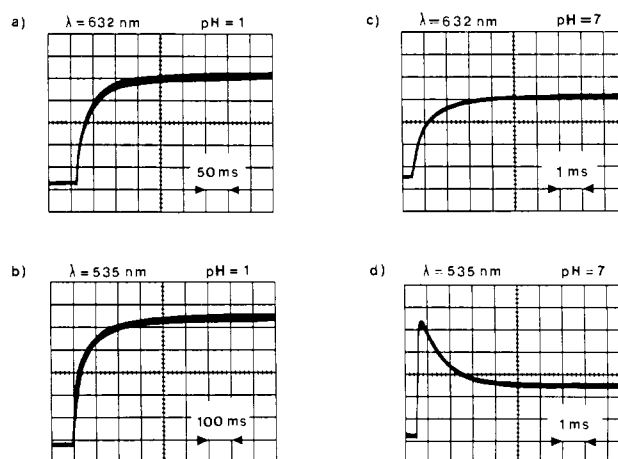 a) λ = 632 nm pH = 1
50 ms
c) λ = 632 nm pH = 7
1 ms
b) λ = 535 nm pH = 1
100 ms
d) λ = 535 nm pH = 7
1 ms